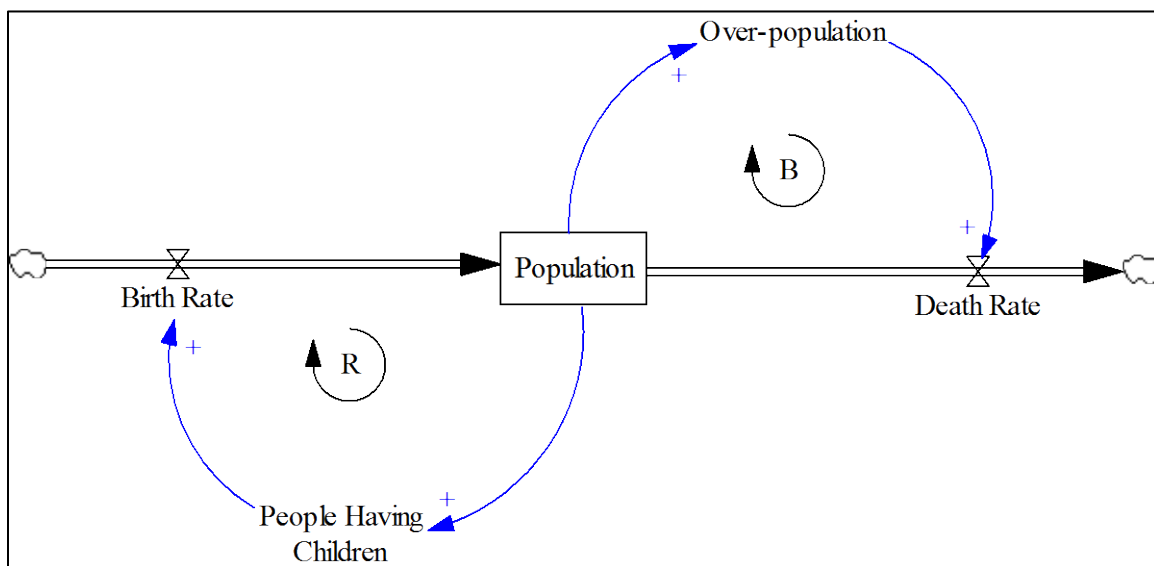 Over-population
+
B
+
Population
Birth Rate
Death Rate
+
R
+
People Having
Children